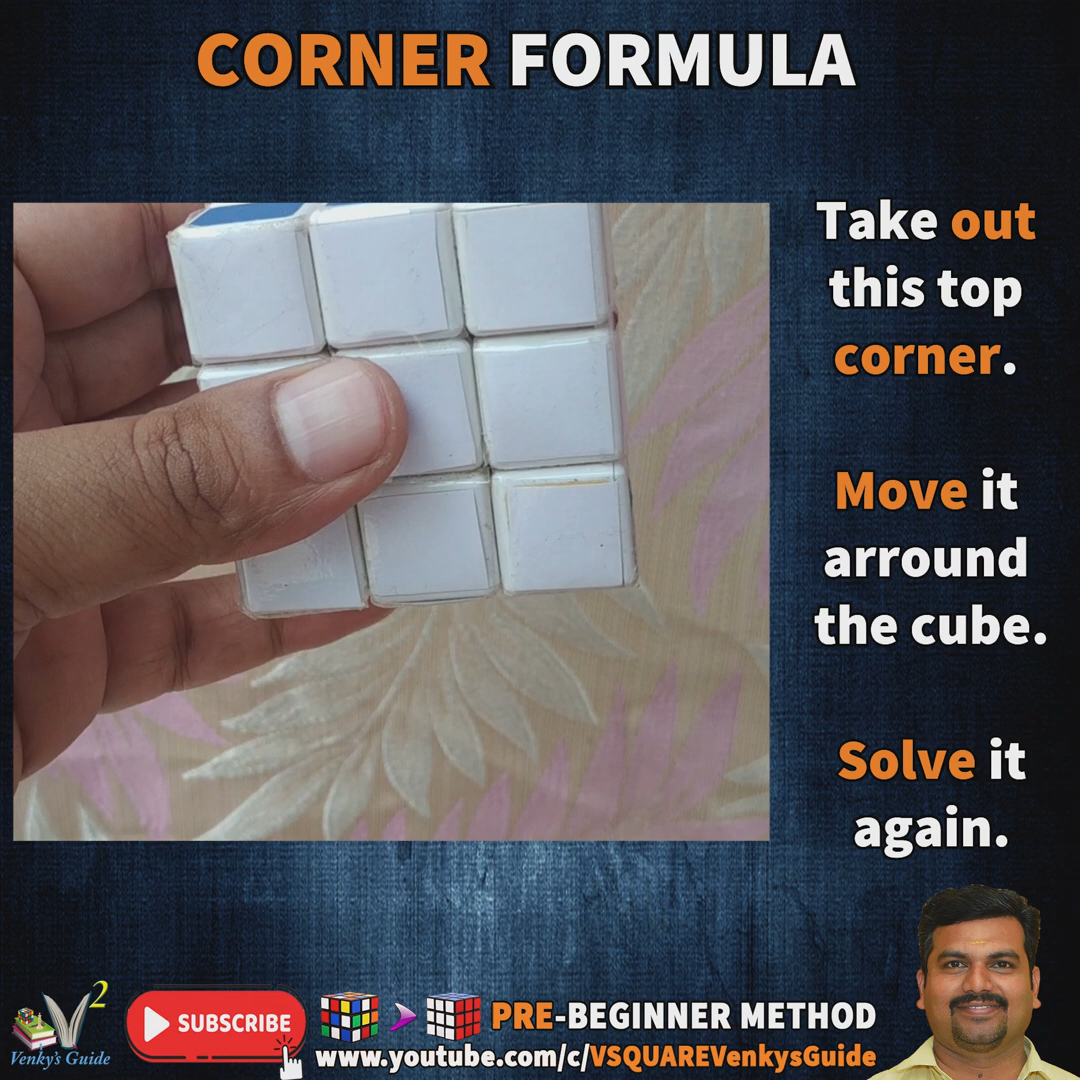 CORNER FORMULA
Take out
this top
corner.
Move it
arround
the cube.
Solve it
again.
V2
Venky's Guide
SUBSCRIBE
PRE-BEGINNER METHOD
www.youtube.com/c/VSQUAREVenkysGuide